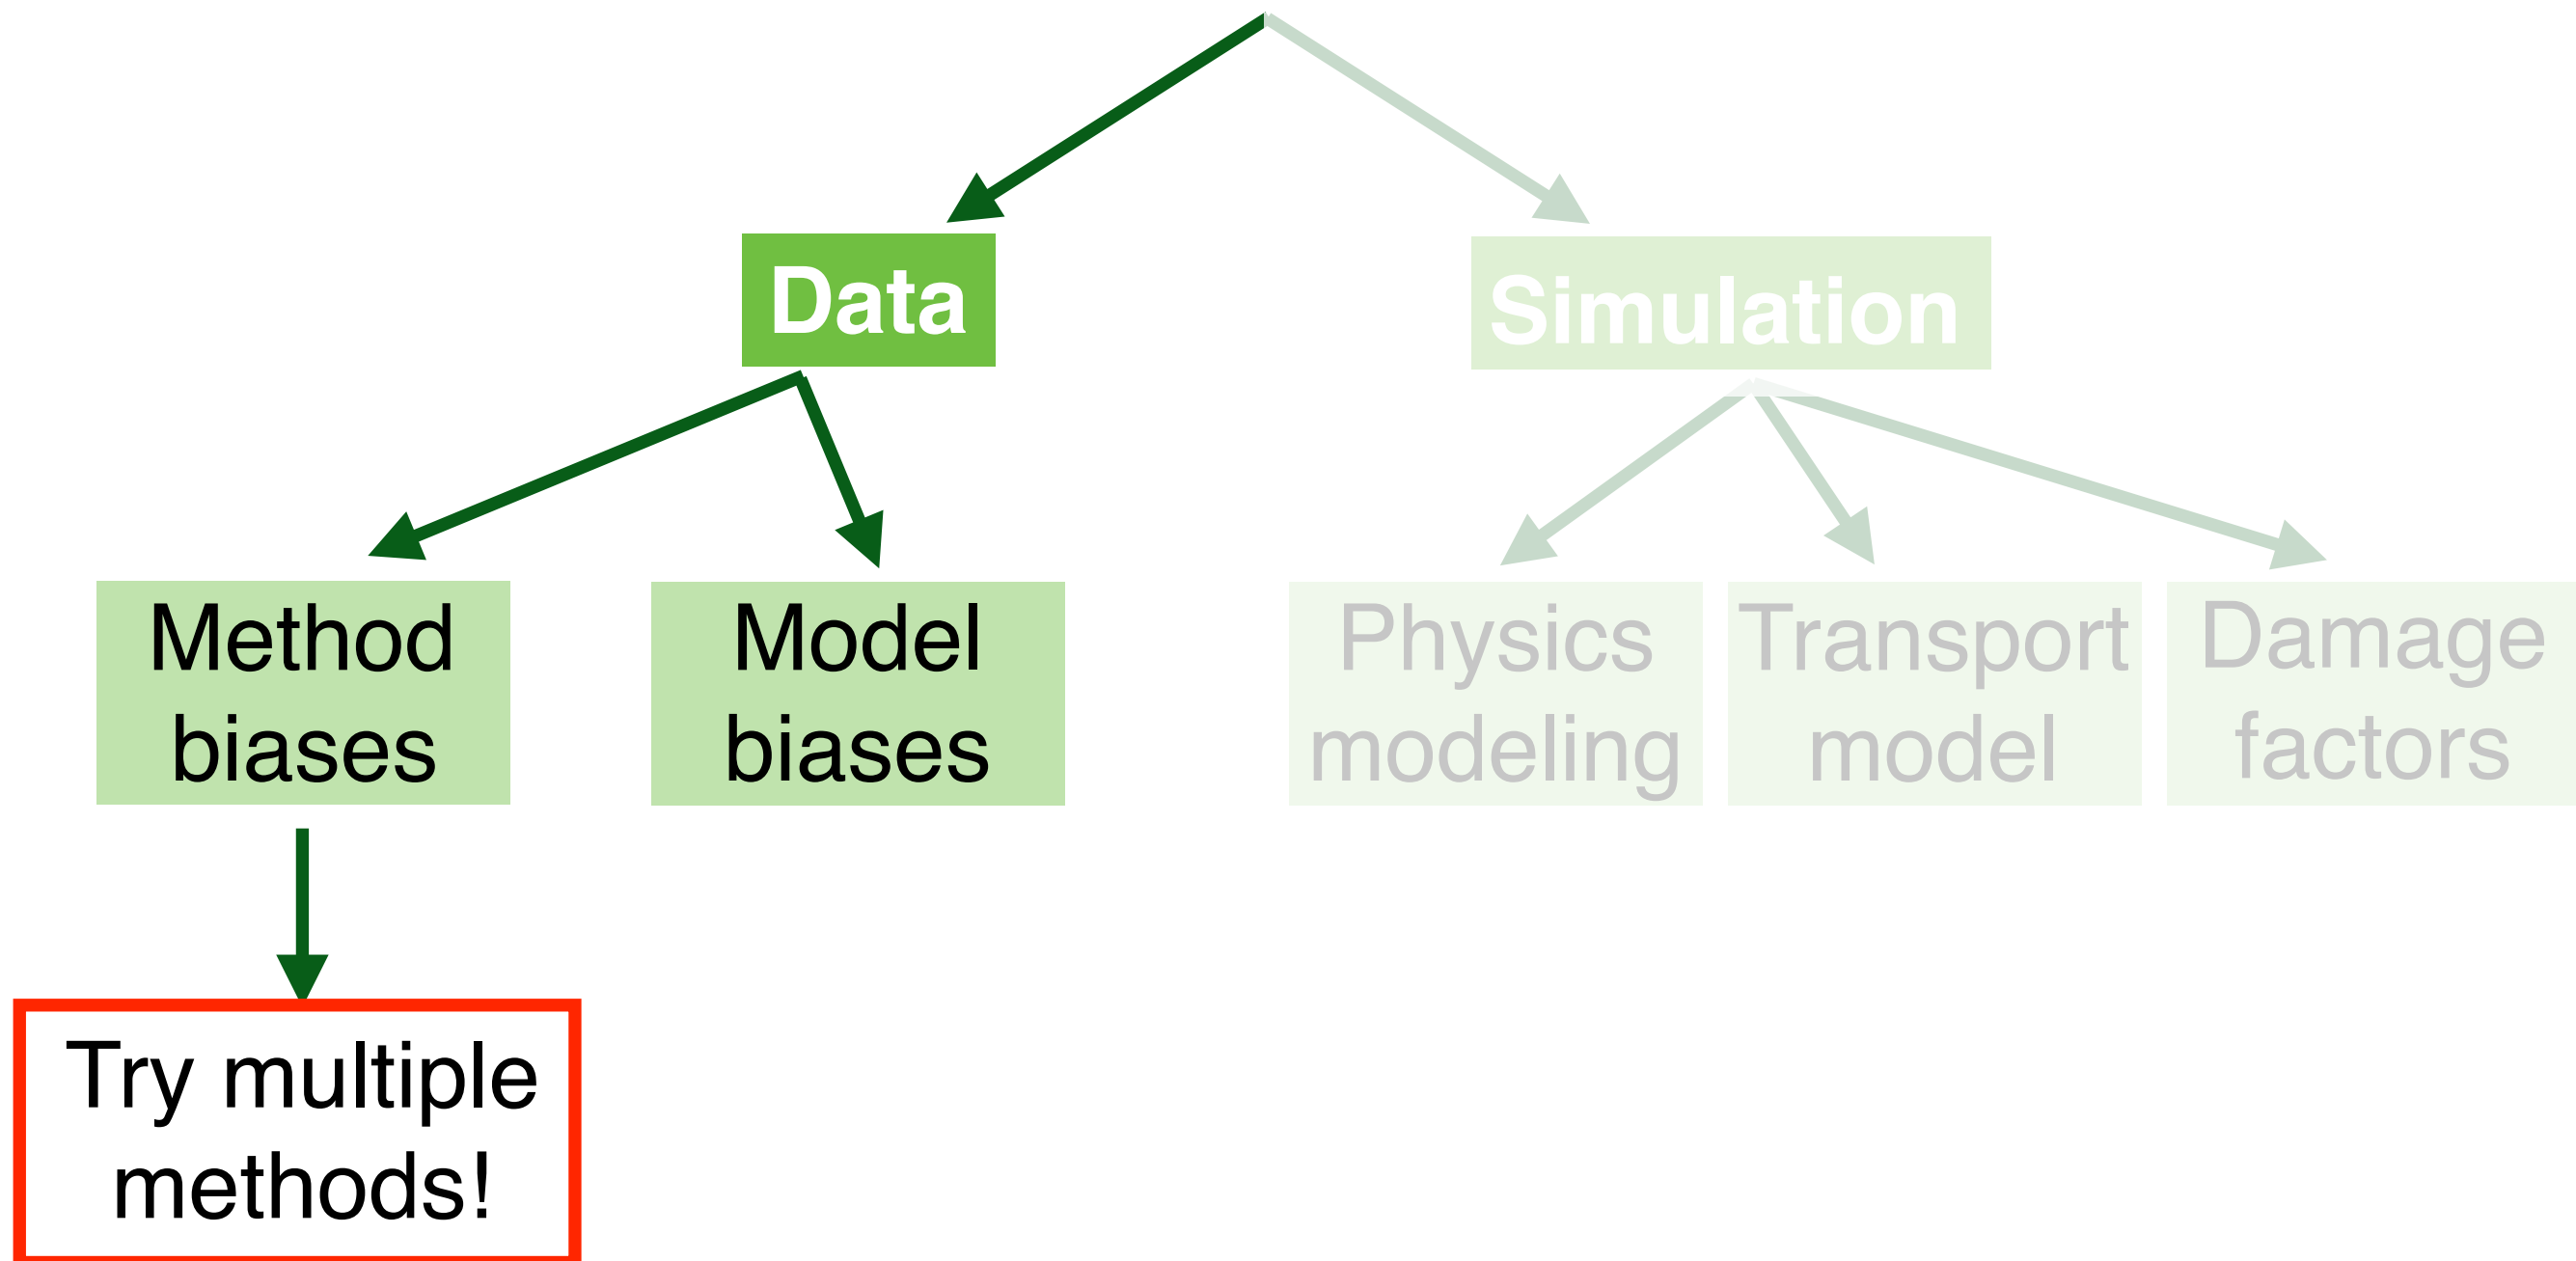 Data
Simulation
Method
biases
Model
biases
Physics
modeling
Transport
model
Damage
factors
Try multiple
methods!